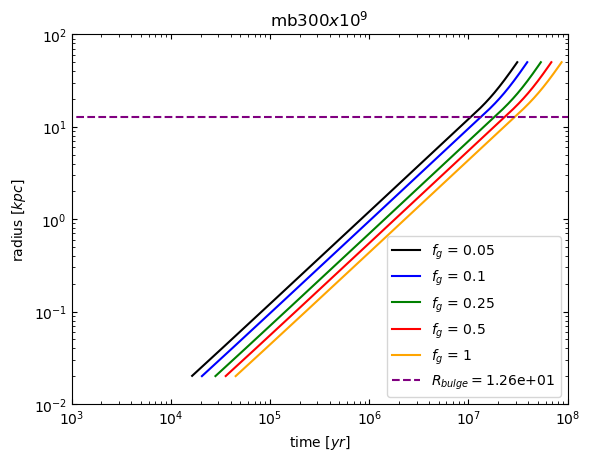 mb300x10⁹
10²
10¹
10⁰
10⁻¹
10⁻²
radius [kpc]
f_g = 0.05
f_g = 0.1
f_g = 0.25
f_g = 0.5
f_g = 1
R_bulge = 1.26e+01
10³ 10⁴ 10⁵ 10⁶ 10⁷ 10⁸
time [yr]